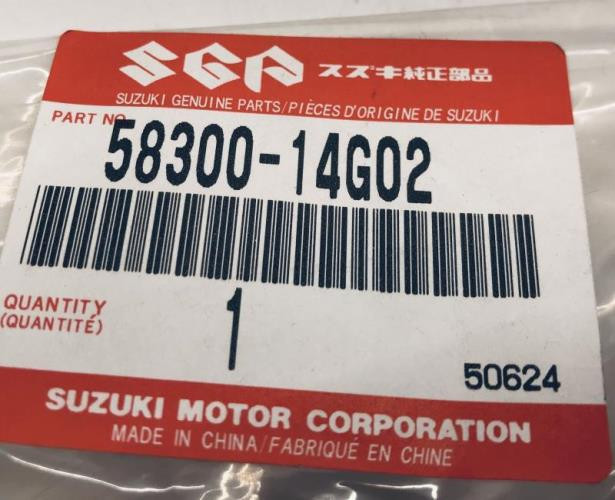 SGP スズキ純正部品
SUZUKI GENUINE PARTS/PIÈCES D'ORIGINE DE SUZUKI
PART NO.
58300-14G02
QUANTITY
(QUANTITÉ)
1
50624
SUZUKI MOTOR CORPORATION
MADE IN CHINA/FABRIQUÉ EN CHINE